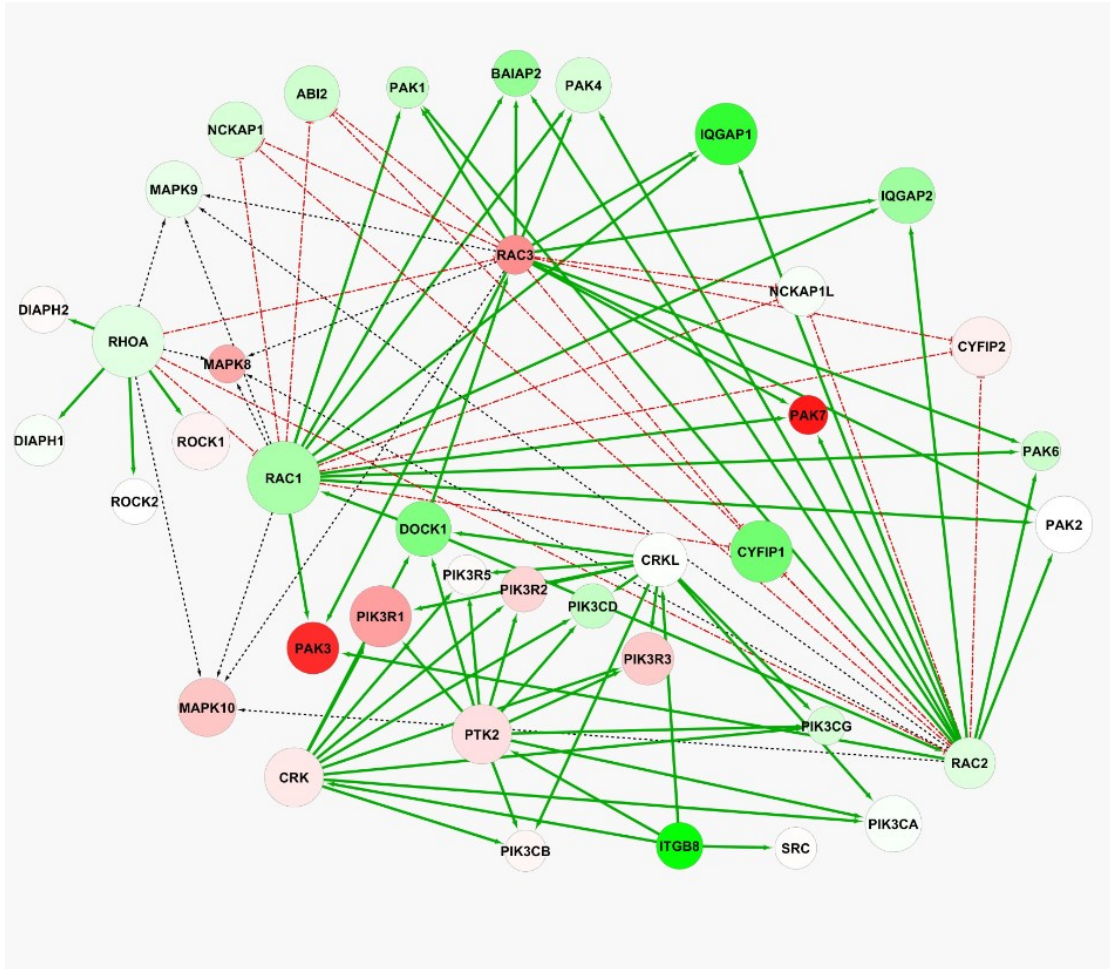 BAIAP2
PAK1
PAK4
ABI2
NCKAP1
IQGAP1
MAPK9
IQGAP2
RAC3
NCKAP1L
DIAPH2
RHOA
CYFIP2
MAPK8
PAK7
DIAPH1
ROCK1
PAK6
RAC1
ROCK2
PAK2
DOCK1
CYFIP1
CRKL
PIK3R5
PIK3R2
PIK3CD
PIK3R1
PAK3
PIK3R3
MAPK10
PIK3CG
PTK2
RAC2
CRK
PIK3CA
PIK3CB
ITGB8
SRC